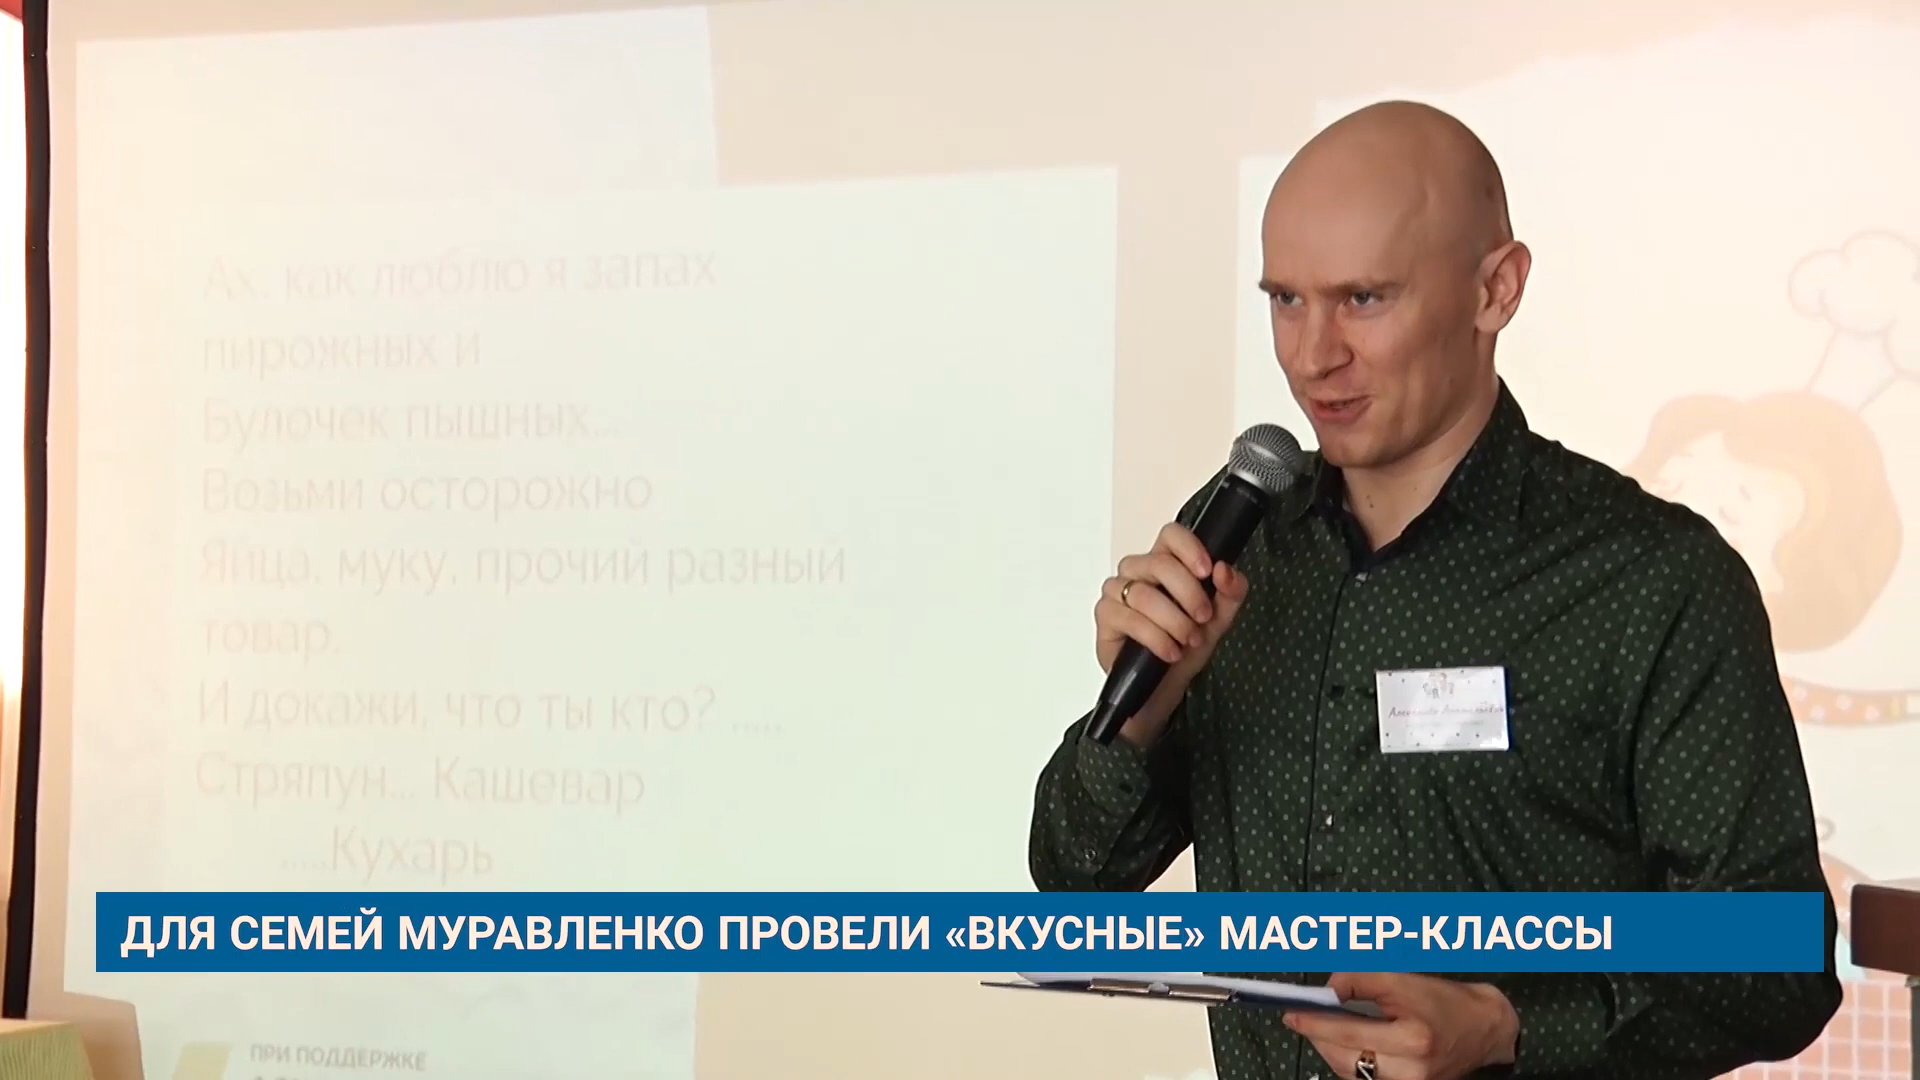 Ах, как люблю я запах
пирожных и
Булочек пышных...
Возьми осторожно
Яйца, муку, прочий разный
товар.
И докажи, что ты кто? .....
Стряпун... Кашевар
.....Кухарь
ДЛЯ СЕМЕЙ МУРАВЛЕНКО ПРОВЕЛИ «ВКУСНЫЕ» МАСТЕР-КЛАССЫ
ПРИ ПОДДЕРЖКЕ